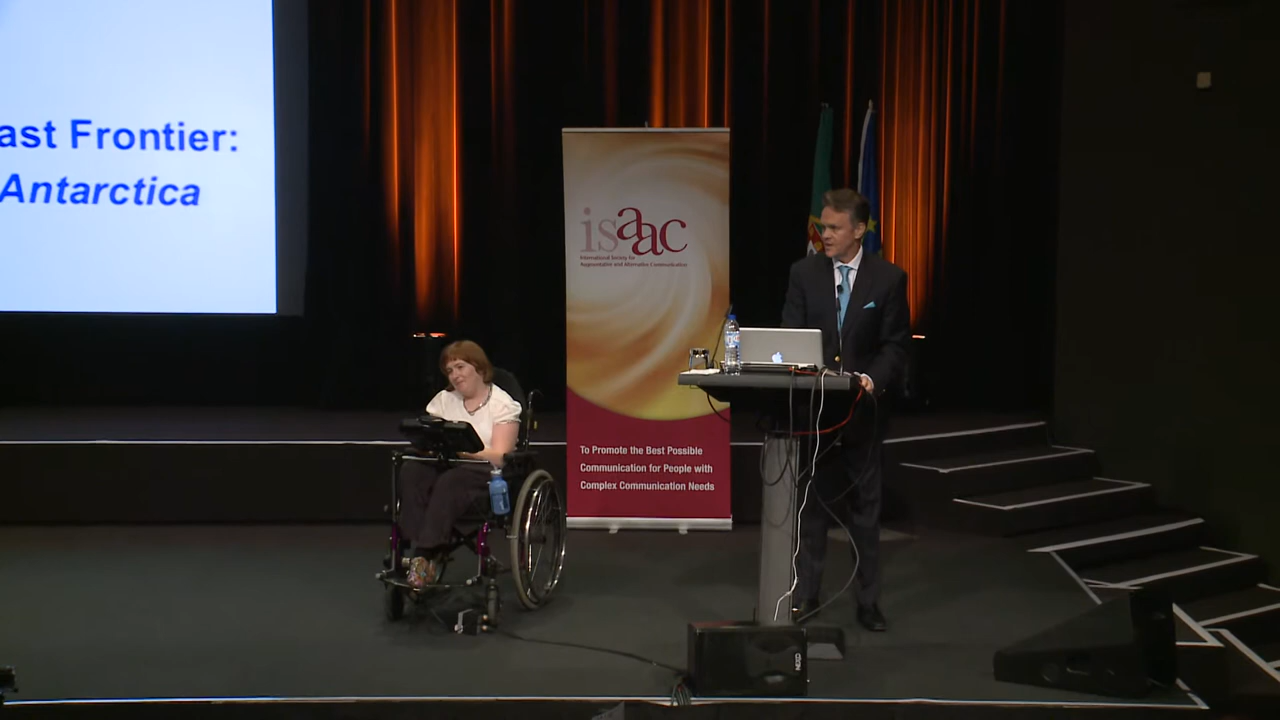 ast Frontier:
Antarctica
isaac
International Society for
Augmentative and Alternative Communication
To Promote the Best Possible
Communication for People with
Complex Communication Needs
NEXO